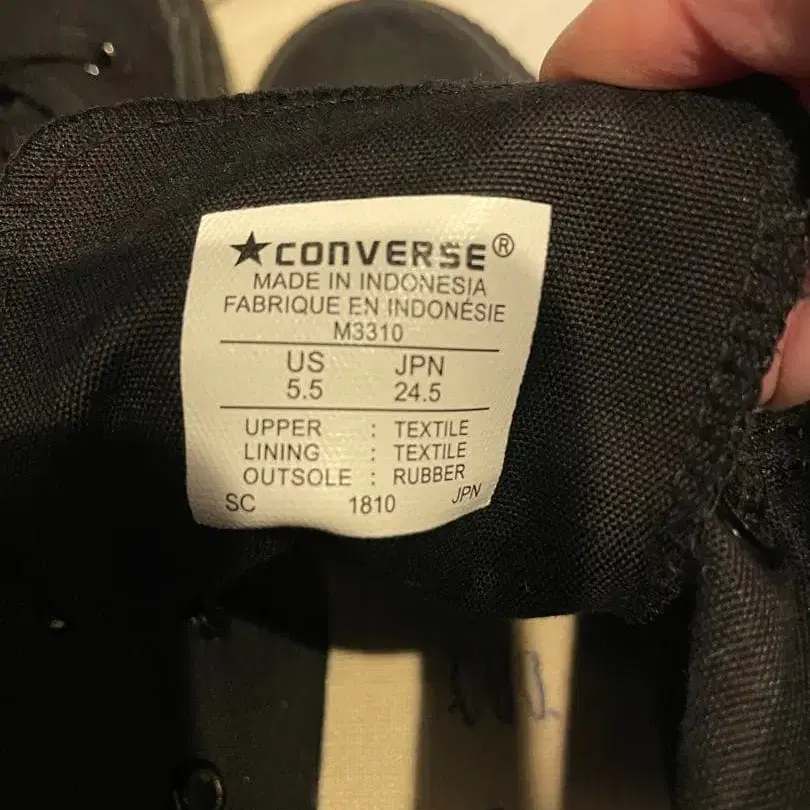 ★CONVERSE®
MADE IN INDONESIA
FABRIQUE EN INDONÉSIE
M3310
US JPN
5.5 24.5
UPPER : TEXTILE
LINING : TEXTILE
OUTSOLE : RUBBER
SC 1810 JPN